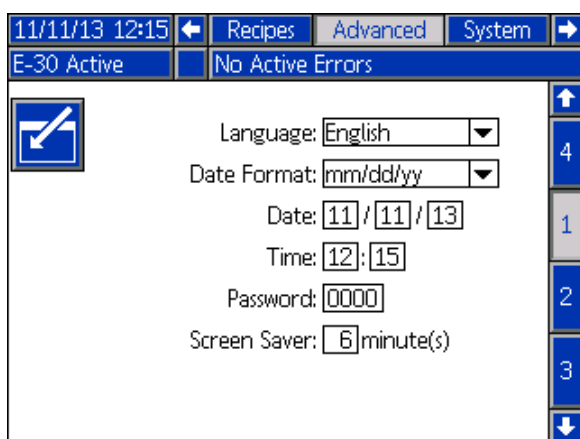 11/11/13 12:15 Recipes Advanced System
E-30 Active No Active Errors
Language: English
4
Date Format: mm/dd/yy
Date: 11 / 11 / 13
1
Time: 12 : 15
Password: 0000
2
Screen Saver: 6 minute(s)
3